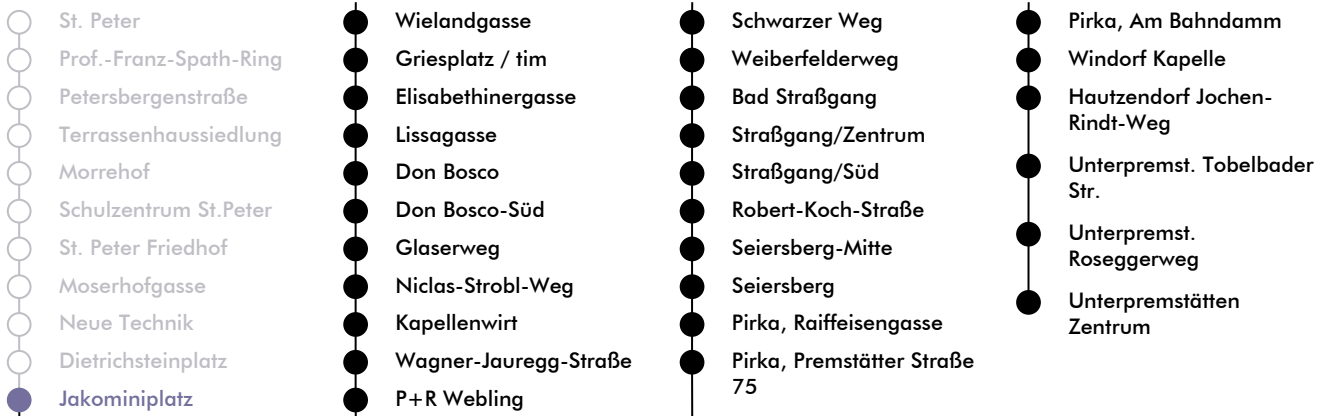 St. Peter
Prof.-Franz-Spath-Ring
Petersbergenstraße
Terrassenhaussiedlung
Morrehof
Schulzentrum St.Peter
St. Peter Friedhof
Moserhofgasse
Neue Technik
Dietrichsteinplatz
Jakominiplatz
Wielandgasse
Griesplatz / tim
Elisabethinergasse
Lissagasse
Don Bosco
Don Bosco-Süd
Glaserweg
Niclas-Strobl-Weg
Kapellenwirt
Wagner-Jauregg-Straße
P+R Webling
Schwarzer Weg
Weiberfelderweg
Bad Straßgang
Straßgang/Zentrum
Straßgang/Süd
Robert-Koch-Straße
Seiersberg-Mitte
Seiersberg
Pirka, Raiffeisengasse
Pirka, Premstätter Straße
75
Pirka, Am Bahndamm
Windorf Kapelle
Hautzendorf Jochen-
Rindt-Weg
Unterpremst. Tobelbader
Str.
Unterpremst.
Roseggerweg
Unterpremstätten
Zentrum